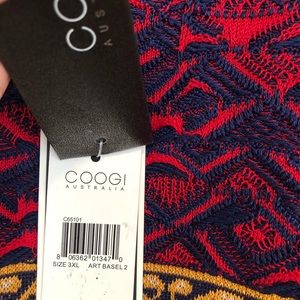 CO
AUS
COOGI
AUSTRALIA
C65101
8 06362 01347 0
SIZE 3XL ART BASEL 2